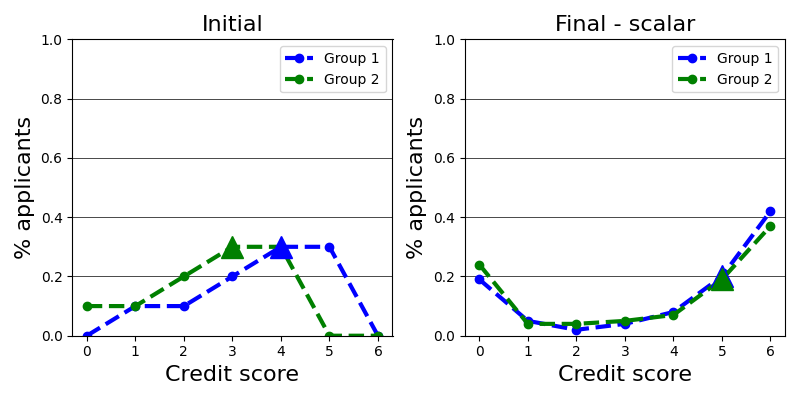 Initial
% applicants
1.0
0.8
0.6
0.4
0.2
0.0
Group 1
Group 2
0 1 2 3 4 5 6
Credit score
Final - scalar
% applicants
1.0
0.8
0.6
0.4
0.2
0.0
Group 1
Group 2
0 1 2 3 4 5 6
Credit score